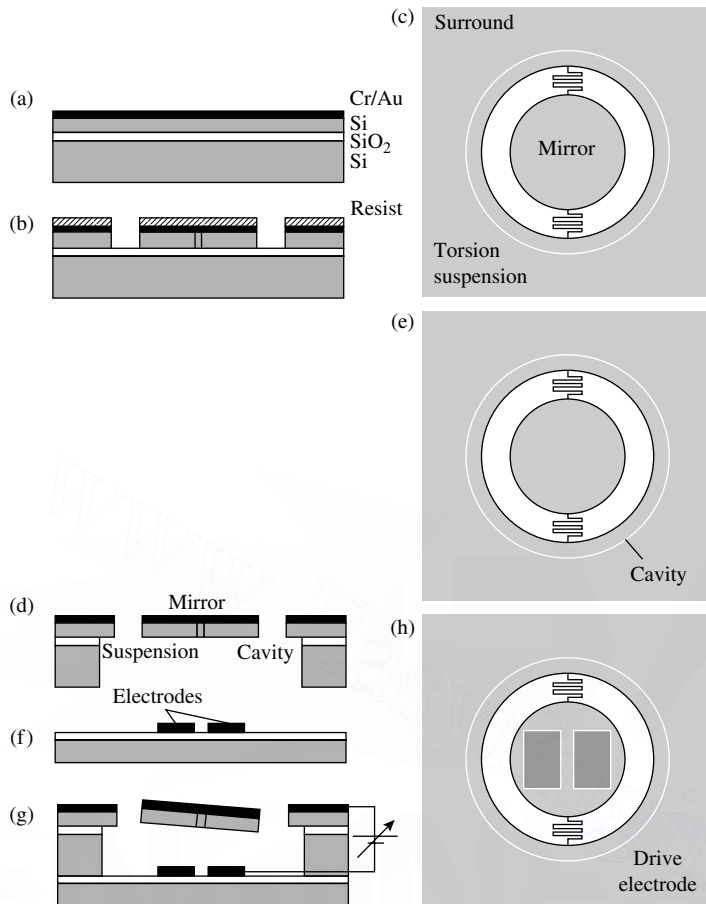 (a)
Cr/Au
Si
SiO2
Si
(b)
Resist
(c)
Surround
Mirror
Torsion
suspension
(e)
Cavity
(d)
Mirror
Suspension
Cavity
Electrodes
(f)
(g)
(h)
Drive
electrode